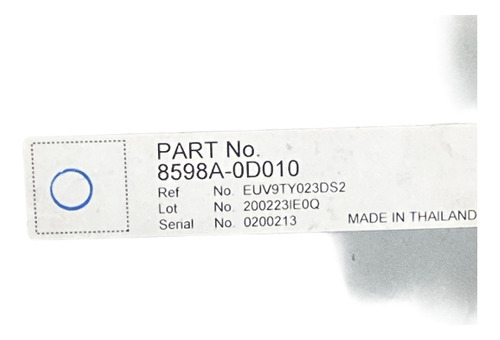 PART No.
8598A-0D010
Ref No. EUV9TY023DS2
Lot No. 200223IE0Q
Serial No. 0200213
MADE IN THAILAND